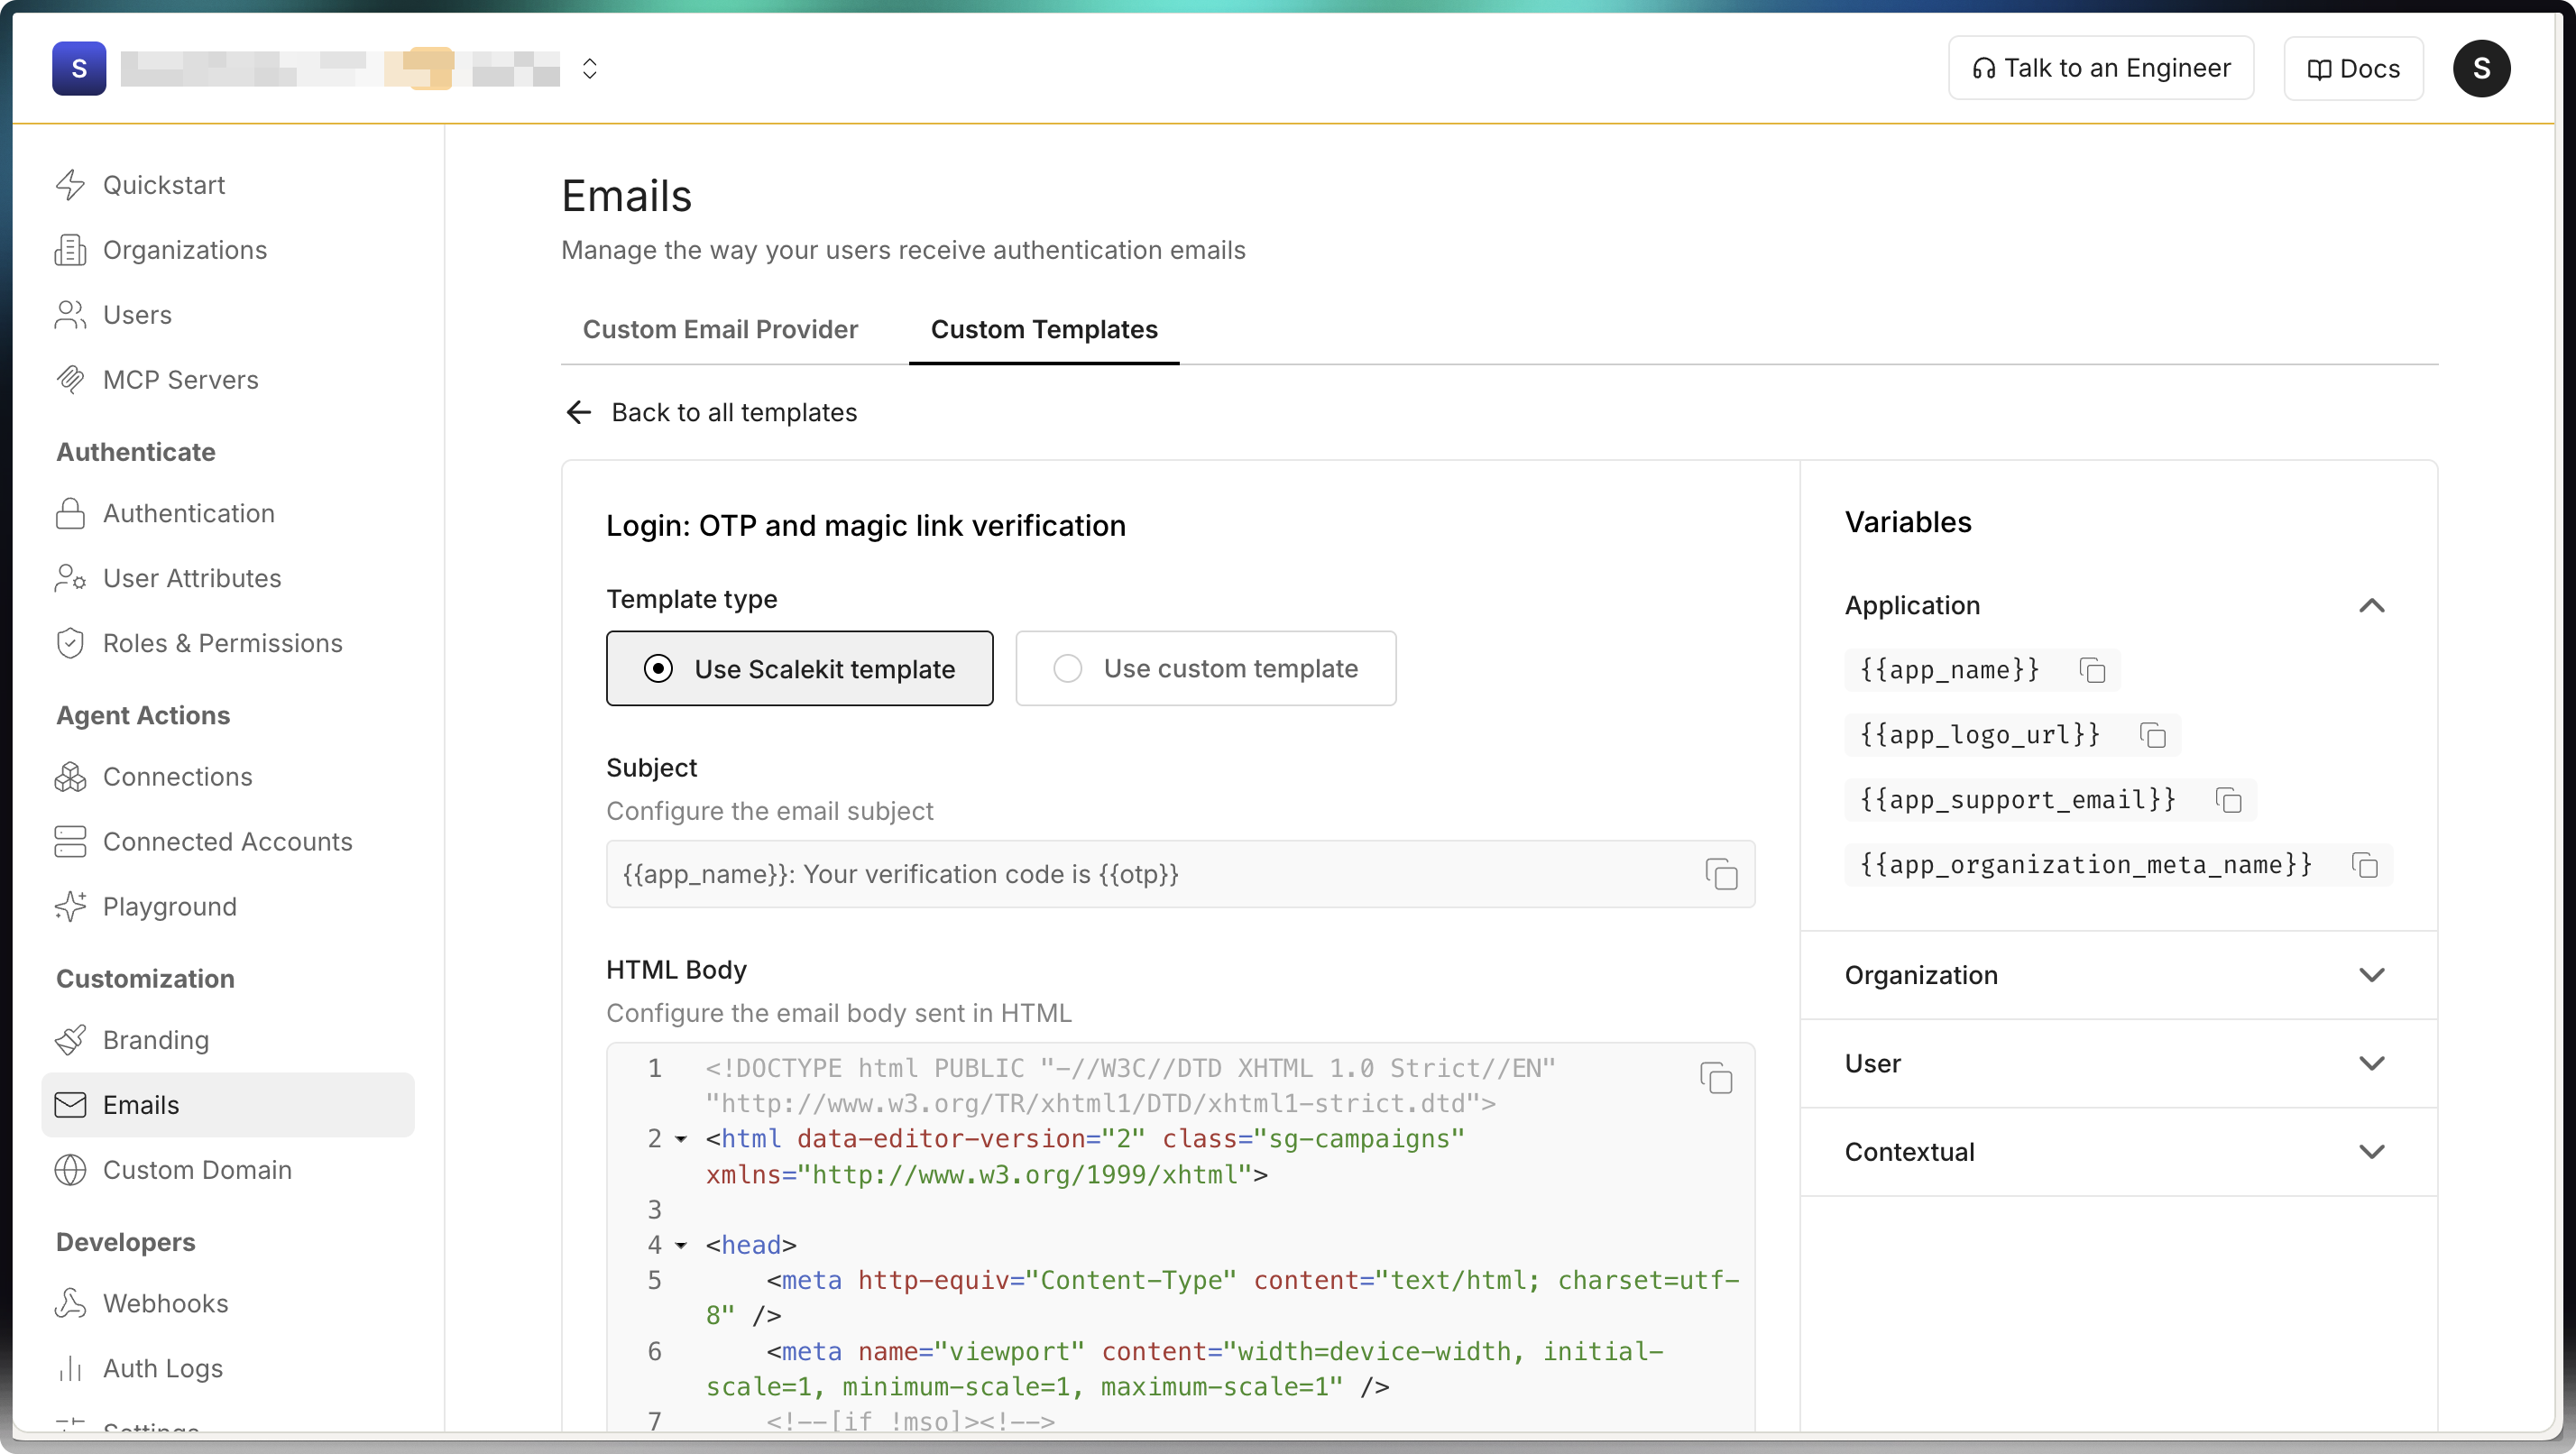 S
Talk to an Engineer
Docs
S
Quickstart
Organizations
Users
MCP Servers
Authenticate
Authentication
User Attributes
Roles & Permissions
Agent Actions
Connections
Connected Accounts
Playground
Customization
Branding
Emails
Custom Domain
Developers
Webhooks
Auth Logs
Settings
Emails
Manage the way your users receive authentication emails
Custom Email Provider
Custom Templates
Back to all templates
Login: OTP and magic link verification
Template type
Use Scalekit template
Use custom template
Subject
Configure the email subject
{{app_name}}: Your verification code is {{otp}}
HTML Body
Configure the email body sent in HTML
1 <!DOCTYPE html PUBLIC "-//W3C//DTD XHTML 1.0 Strict//EN"
"http://www.w3.org/TR/xhtml1/DTD/xhtml1-strict.dtd">
2 <html data-editor-version="2" class="sg-campaigns"
xmlns="http://www.w3.org/1999/xhtml">
3
4 <head>
5 <meta http-equiv="Content-Type" content="text/html; charset=utf-
8" />
6 <meta name="viewport" content="width=device-width, initial-
scale=1, minimum-scale=1, maximum-scale=1" />
7 <!--[if !mso]><!-->
Variables
Application
{{app_name}}
{{app_logo_url}}
{{app_support_email}}
{{app_organization_meta_name}}
Organization
User
Contextual